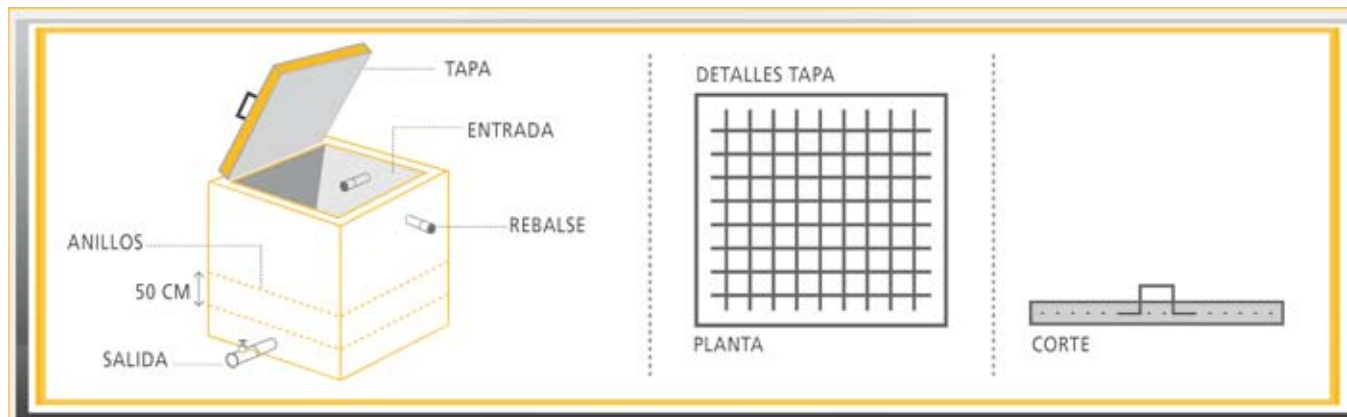 TAPA
ENTRADA
REBALSE
ANILLOS
50 CM
SALIDA
DETALLES TAPA
PLANTA
CORTE